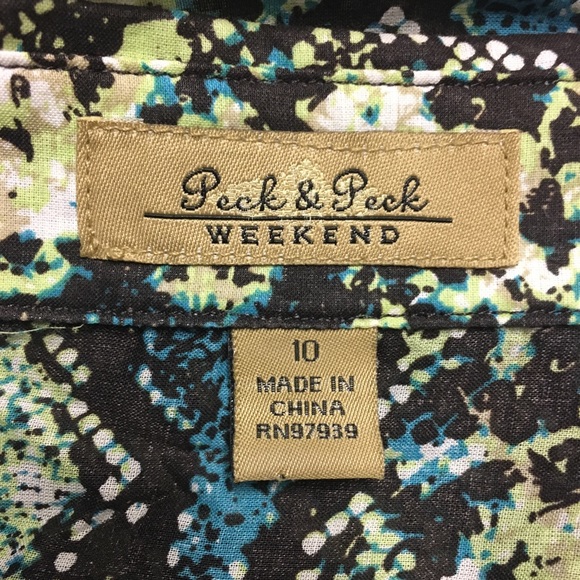 Peck & Peck
WEEKEND
10
MADE IN
CHINA
RN97939